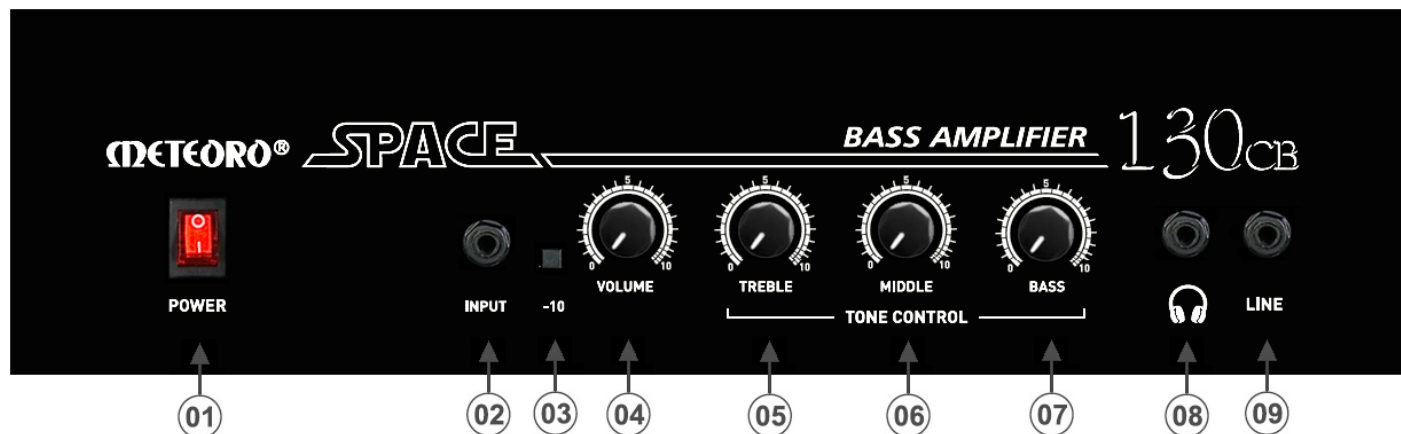 METEORO® SPACE BASS AMPLIFIER 130CB
5 5 5 5
0 10 0 10 0 10 0 10
POWER INPUT -10 VOLUME TREBLE MIDDLE BASS LINE
TONE CONTROL
01 02 03 04 05 06 07 08 09